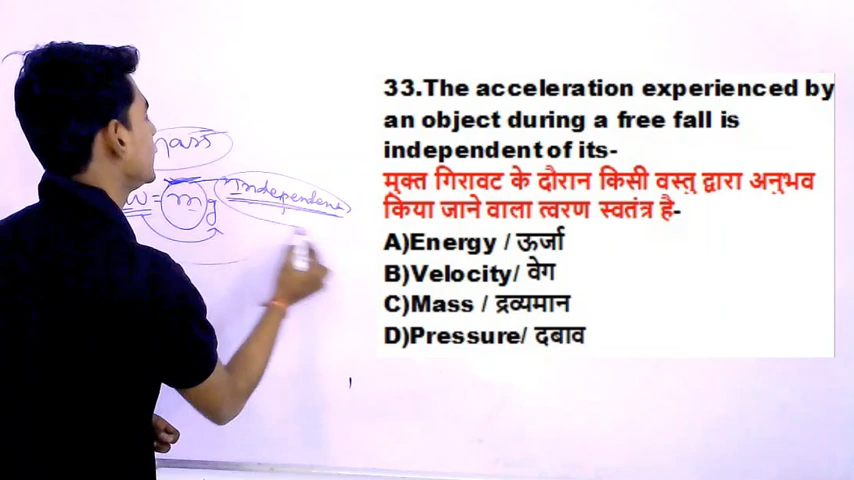 mass
w = mg
independent
33.The acceleration experienced by
an object during a free fall is
independent of its-
मुक्त गिरावट के दौरान किसी वस्तु द्वारा अनुभव
किया जाने वाला त्वरण स्वतंत्र है-
A)Energy / ऊर्जा
B)Velocity/ वेग
C)Mass / द्रव्यमान
D)Pressure/ दबाव